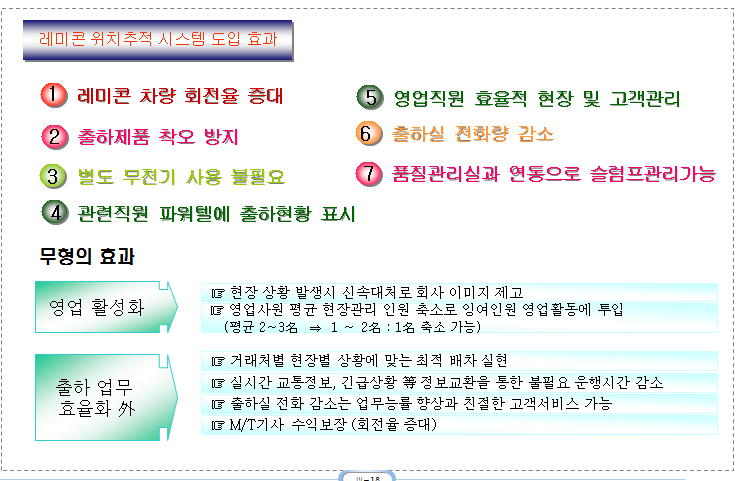 레미콘 위치추적 시스템 도입 효과
1 레미콘 차량 회전율 증대
2 출하제품 착오 방지
3 별도 무전기 사용 불필요
4 관련직원 파워텔에 출하현황 표시
5 영업직원 효율적 현장 및 고객관리
6 출하실 전화량 감소
7 품질관리실과 연동으로 슬럼프관리가능
무형의 효과
영업 활성화
☞ 현장 상황 발생시 신속대처로 회사 이미지 제고
☞ 영업사원 평균 현장관리 인원 축소로 잉여인원 영업활동에 투입
(평균 2~3名 ⇒ 1 ~ 2名 : 1名 축소 가능)
출하 업무
효율화 外
☞ 거래처별 현장별 상황에 맞는 최적 배차 실현
☞ 실시간 교통정보, 긴급상황 等 정보교환을 통한 불필요 운행시간 감소
☞ 출하실 전화 감소는 업무능률 향상과 친절한 고객서비스 가능
☞ M/T기사 수익보장 (회전율 증대)
Ⅲ-18